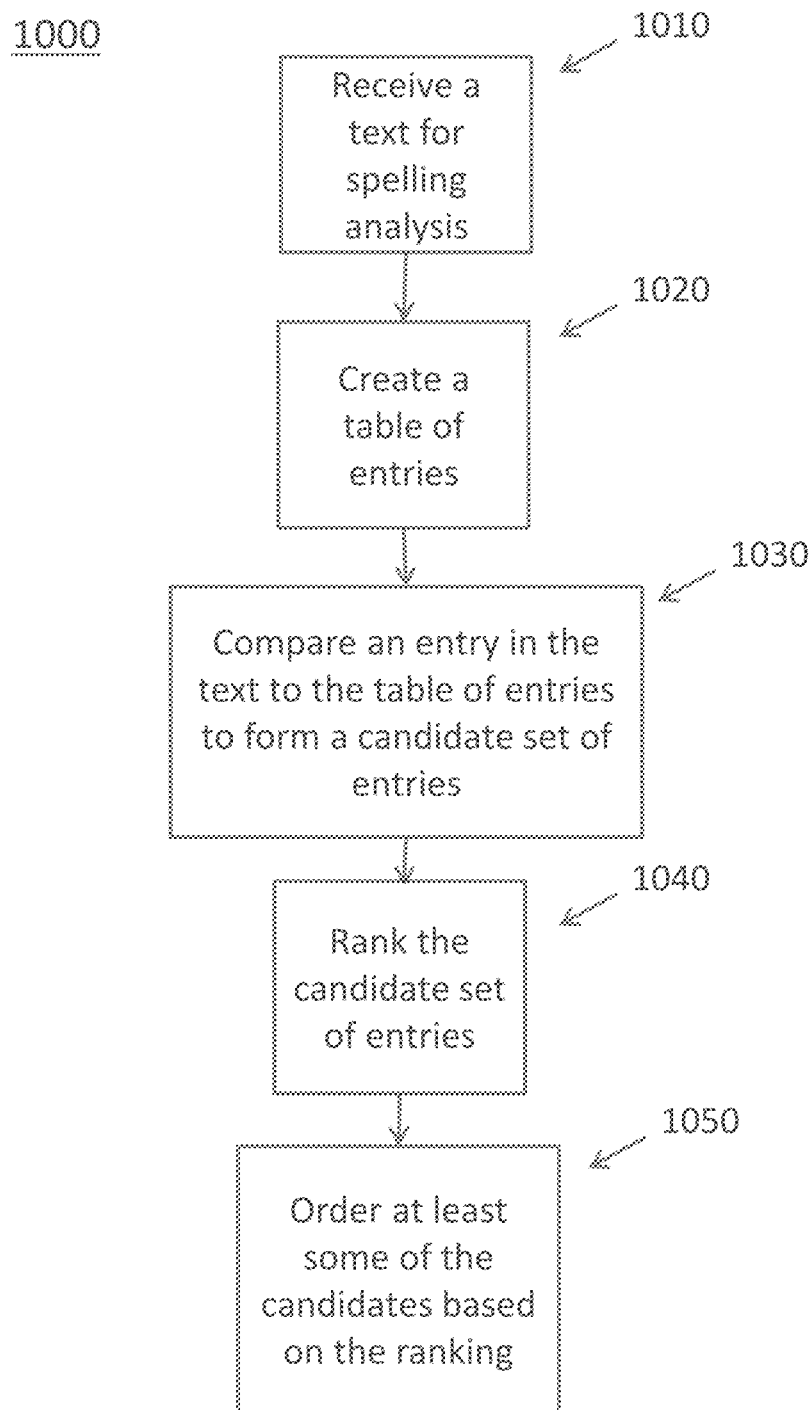 1000
1010
Receive a
text for
spelling
analysis
1020
Create a
table of
entries
1030
Compare an entry in the
text to the table of entries
to form a candidate set of
entries
1040
Rank the
candidate set
of entries
1050
Order at least
some of the
candidates based
on the ranking